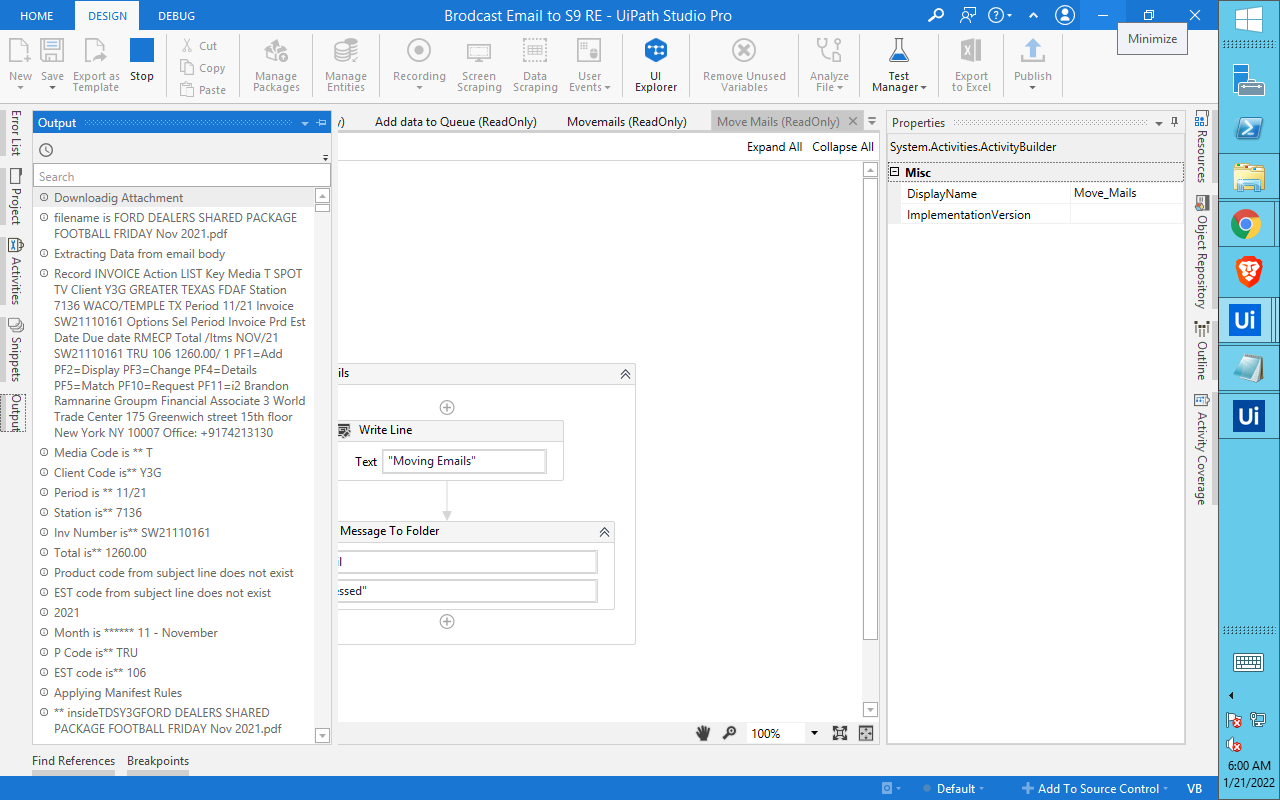 HOME
DESIGN
DEBUG
Brodcast Email to S9 RE - UiPath Studio Pro
Minimize
New
Save
Export as
Template
Stop
Cut
Copy
Paste
Manage
Packages
Manage
Entities
Recording
Screen
Scraping
Data
Scraping
User
Events
UI
Explorer
Remove Unused
Variables
Analyze
File
Test
Manager
Export
to Excel
Publish
Error List
Project
Activities
Snippets
Output
Output
Search
Downloadig Attachment
filename is FORD DEALERS SHARED PACKAGE
FOOTBALL FRIDAY Nov 2021.pdf
Extracting Data from email body
Record INVOICE Action LIST Key Media T SPOT
TV Client Y3G GREATER TEXAS FDAF Station
7136 WACO/TEMPLE TX Period 11/21 Invoice
SW21110161 Options Sel Period Invoice Prd Est
Date Due date RMECP Total /Itms NOV/21
SW21110161 TRU 106 1260.00/ 1 PF1=Add
PF2=Display PF3=Change PF4=Details
PF5=Match PF10=Request PF11=i2 Brandon
Ramnarine Groupm Financial Associate 3 World
Trade Center 175 Greenwich street 15th floor
New York NY 10007 Office: +9174213130
Media Code is ** T
Client Code is** Y3G
Period is ** 11/21
Station is** 7136
Inv Number is** SW21110161
Total is** 1260.00
Product code from subject line does not exist
EST code from subject line does not exist
2021
Month is ****** 11 - November
P Code is** TRU
EST code is** 106
Applying Manifest Rules
** insideTDSY3GFORD DEALERS SHARED
PACKAGE FOOTBALL FRIDAY Nov 2021.pdf
Find References
Breakpoints
y)
Add data to Queue (ReadOnly)
Movemails (ReadOnly)
Move Mails (ReadOnly)
Expand All
Collapse All
ils
Write Line
Text
"Moving Emails"
Message To Folder
il
essed"
100%
Properties
System.Activities.ActivityBuilder
Misc
DisplayName
Move_Mails
ImplementationVersion
Resources
Object Repository
Outline
Activity Coverage
Default
Add To Source Control
VB
Ui
Ui
6:00 AM
1/21/2022